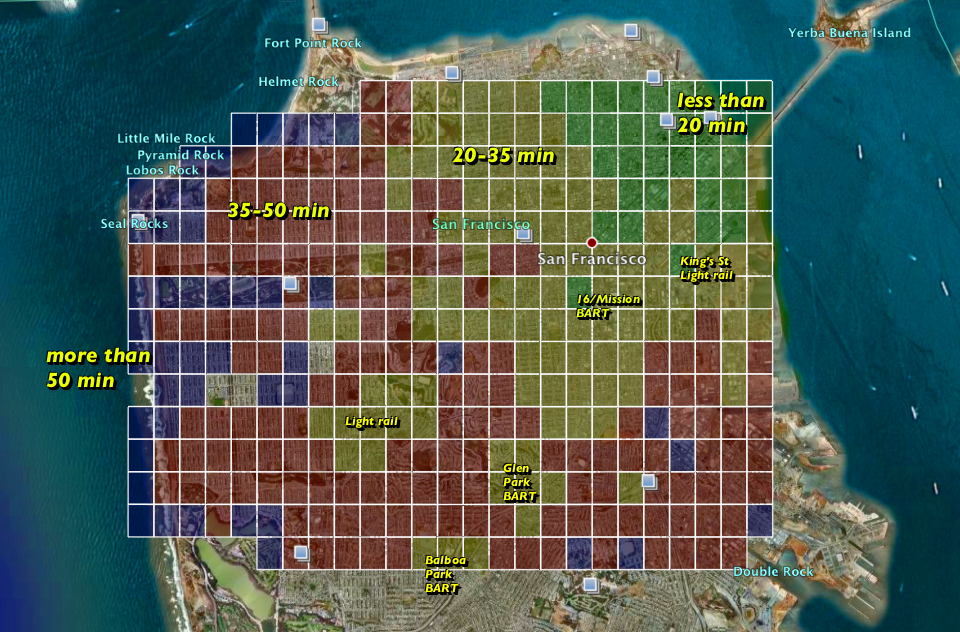 Fort Point Rock
Yerba Buena Island
Helmet Rock
less than
20 min
Little Mile Rock
Pyramid Rock
Lobos Rock
20-35 min
35-50 min
Seal Rocks
San Francisco
San Francisco
King's St
Light rail
16/Mission
BART
more than
50 min
Light rail
Glen
Park
BART
Balboa
Park
BART
Double Rock